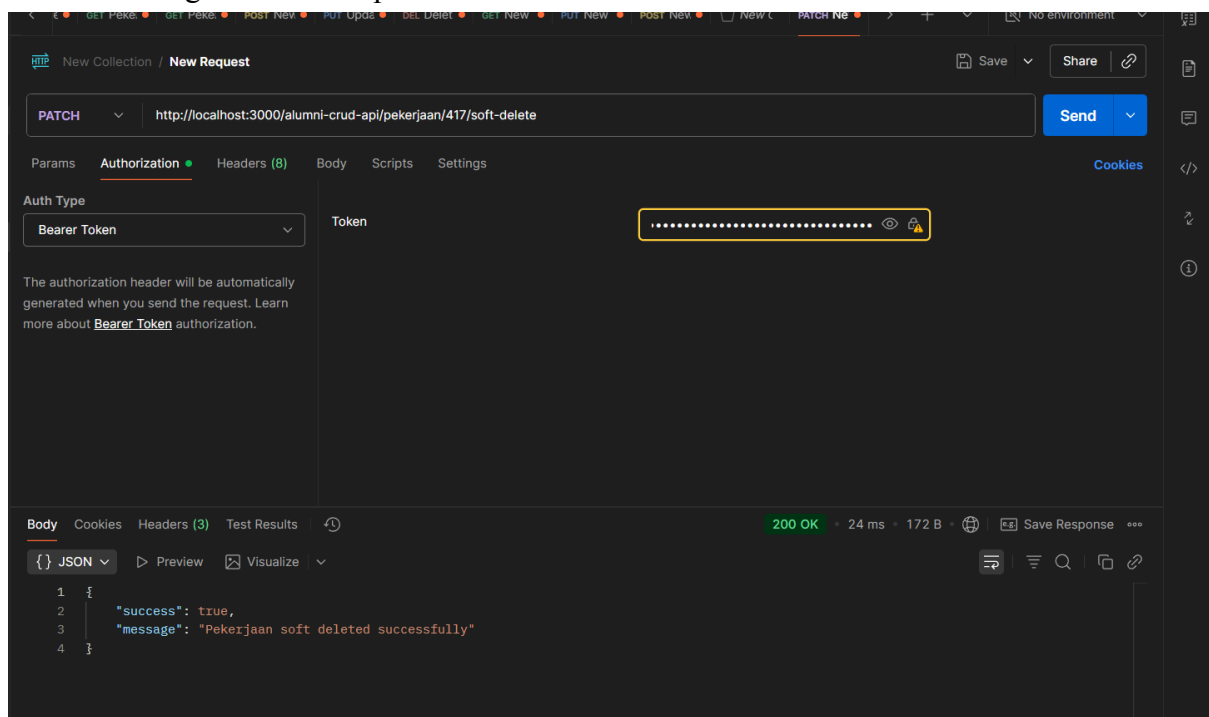 GET Peke GET Peke POST New PUT Upda DEL Delet GET New PUT New POST New New C PATCH Ne No environment
HTTP New Collection / New Request Save Share
PATCH http://localhost:3000/alumni-crud-api/pekerjaan/417/soft-delete Send
Params Authorization Headers (8) Body Scripts Settings Cookies
Auth Type
Bearer Token
Token
The authorization header will be automatically
generated when you send the request. Learn
more about Bearer Token authorization.
Body Cookies Headers (3) Test Results 200 OK 24 ms 172 B e.g. Save Response
{} JSON Preview Visualize
1 {
2 "success": true,
3 "message": "Pekerjaan soft deleted successfully"
4 }